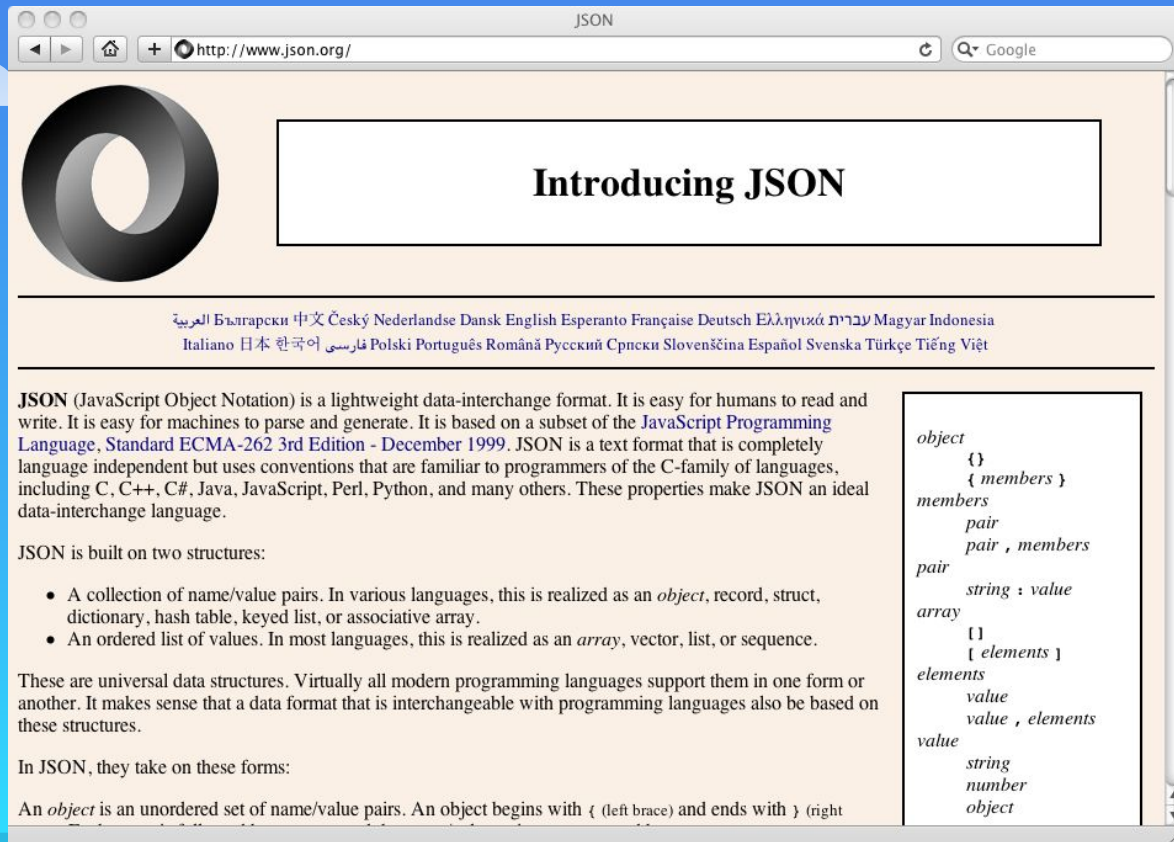 JSON
http://www.json.org/
Google
Introducing JSON
العربية Български 中文 Český Nederlandse Dansk English Esperanto Française Deutsch Ελληνικά עברית Magyar Indonesia
Italiano 日本 한국어 فارسی Polski Português Română Русский Српски Slovenščina Español Svenska Türkçe Tiếng Việt
JSON (JavaScript Object Notation) is a lightweight data-interchange format. It is easy for humans to read and
write. It is easy for machines to parse and generate. It is based on a subset of the JavaScript Programming
Language, Standard ECMA-262 3rd Edition - December 1999. JSON is a text format that is completely
language independent but uses conventions that are familiar to programmers of the C-family of languages,
including C, C++, C#, Java, JavaScript, Perl, Python, and many others. These properties make JSON an ideal
data-interchange language.
JSON is built on two structures:
• A collection of name/value pairs. In various languages, this is realized as an object, record, struct,
dictionary, hash table, keyed list, or associative array.
• An ordered list of values. In most languages, this is realized as an array, vector, list, or sequence.
These are universal data structures. Virtually all modern programming languages support them in one form or
another. It makes sense that a data format that is interchangeable with programming languages also be based on
these structures.
In JSON, they take on these forms:
An object is an unordered set of name/value pairs. An object begins with { (left brace) and ends with } (right
object
{}
{ members }
members
pair
pair , members
pair
string : value
array
[]
[ elements ]
elements
value
value , elements
value
string
number
object